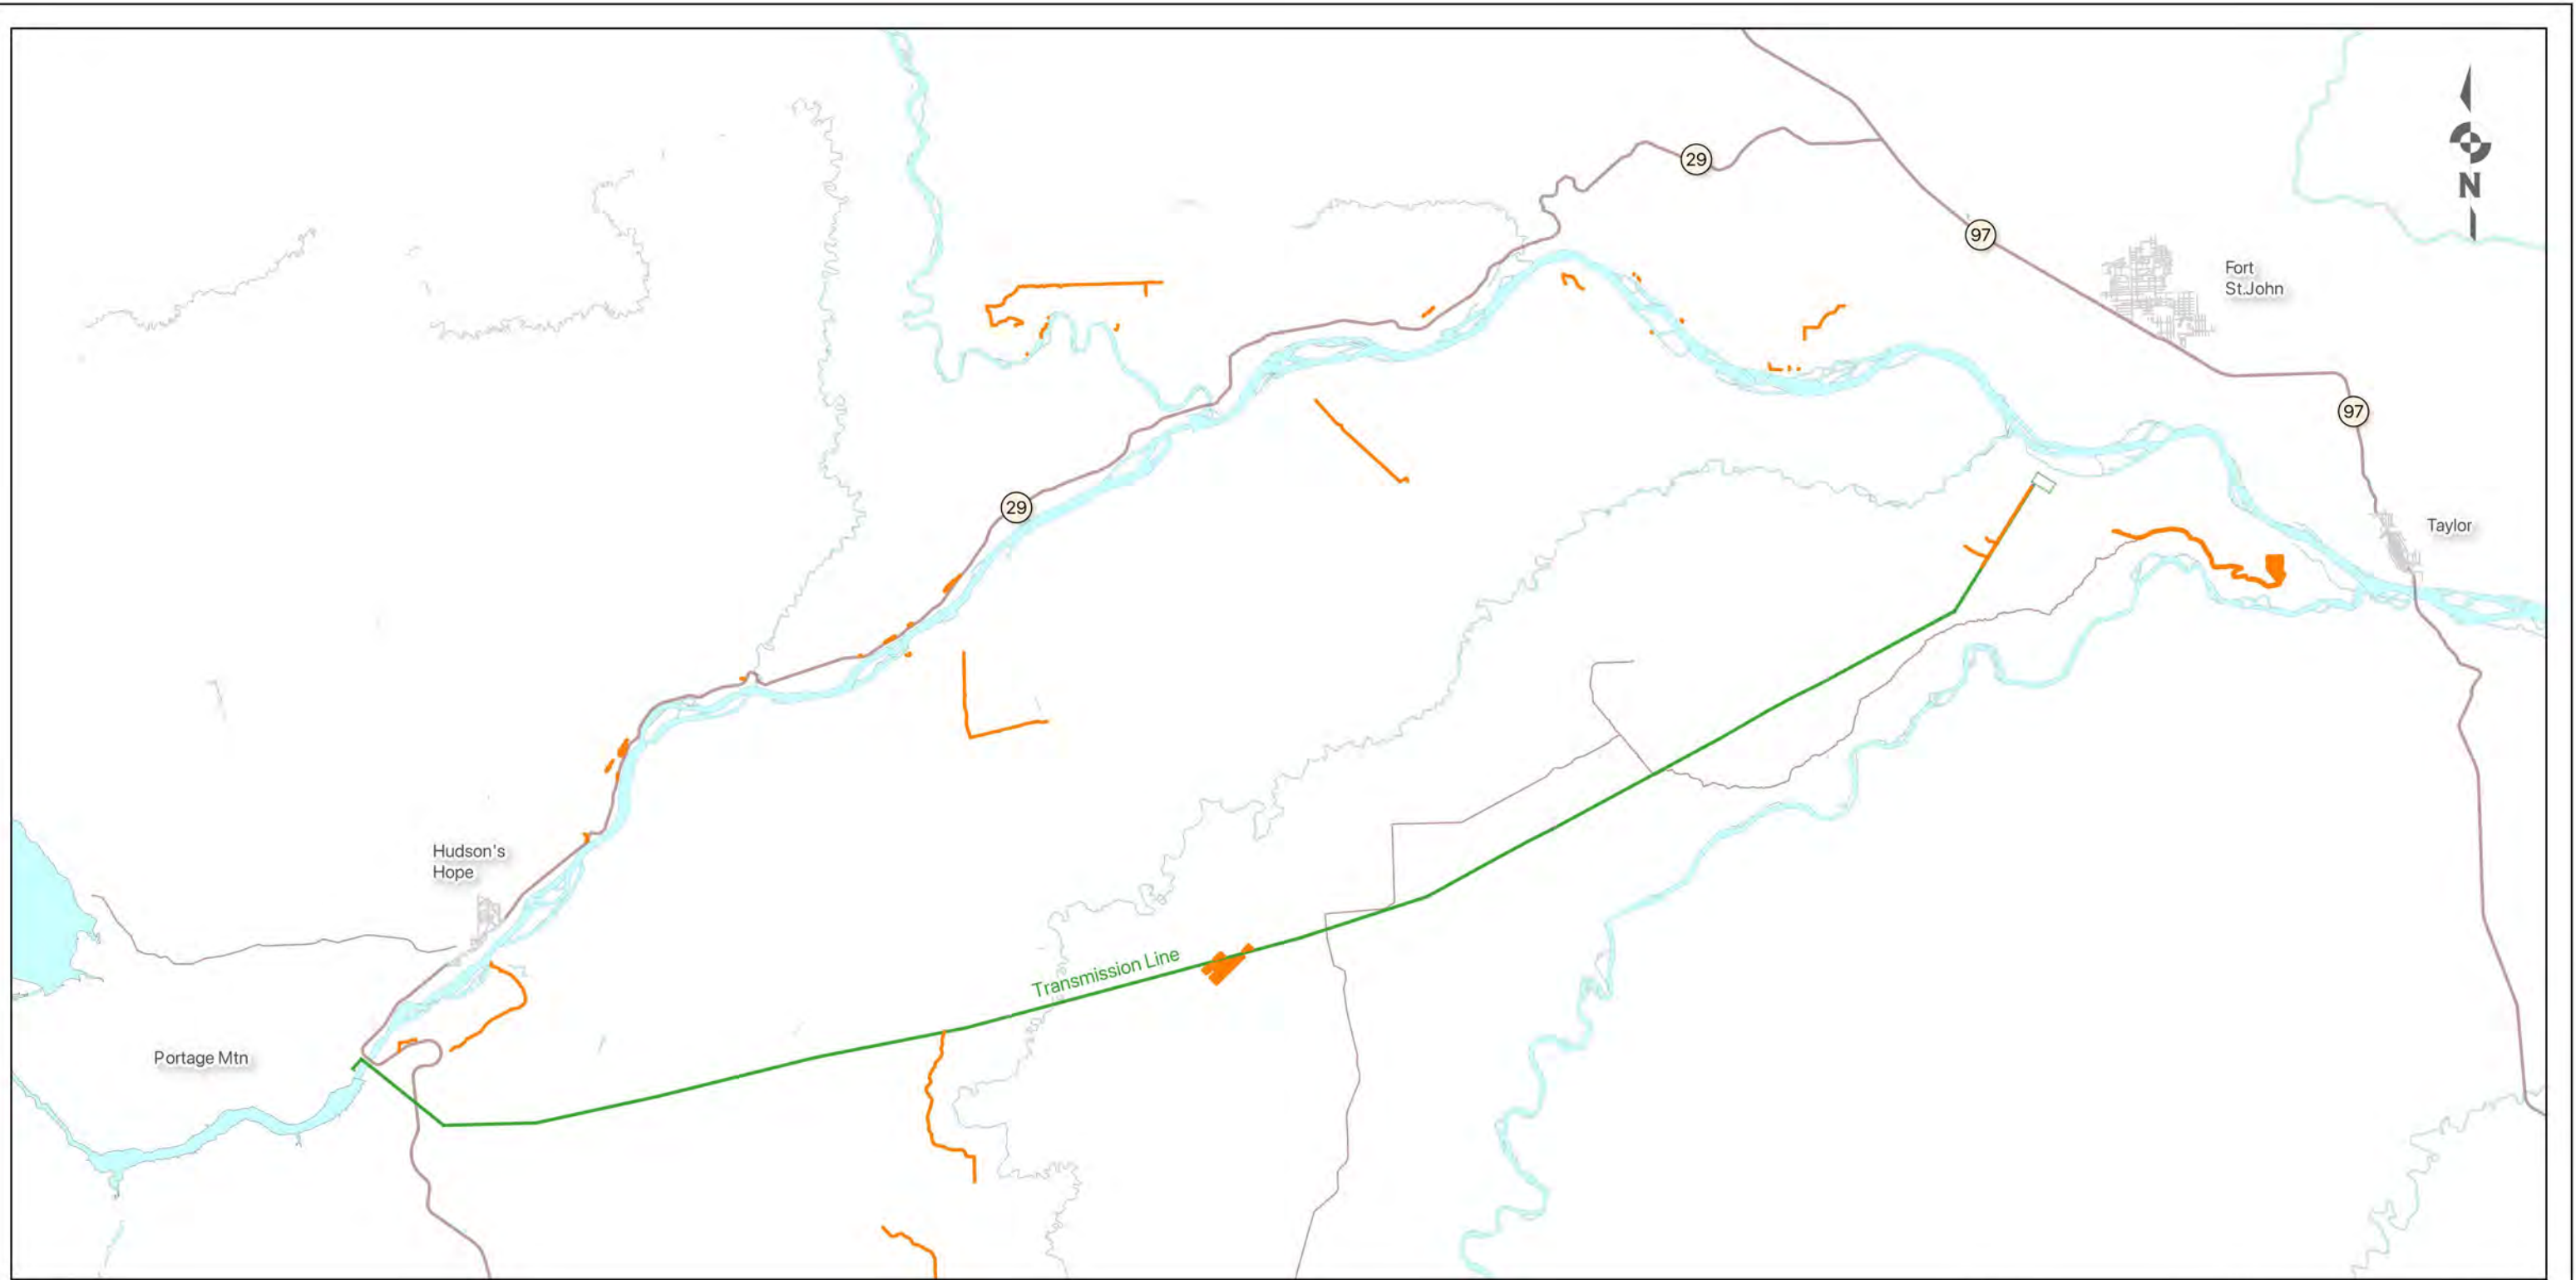 N
29
97
Fort
St.John
97
29
Taylor
Hudson's
Hope
Transmission Line
Portage Mtn